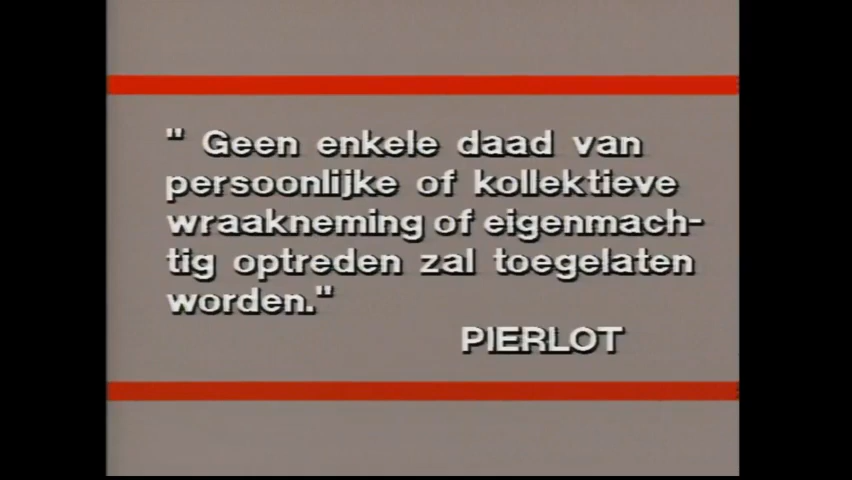 " Geen enkele daad van
persoonlijke of kollektieve
wraakneming of eigenmach-
tig optreden zal toegelaten
worden."
PIERLOT